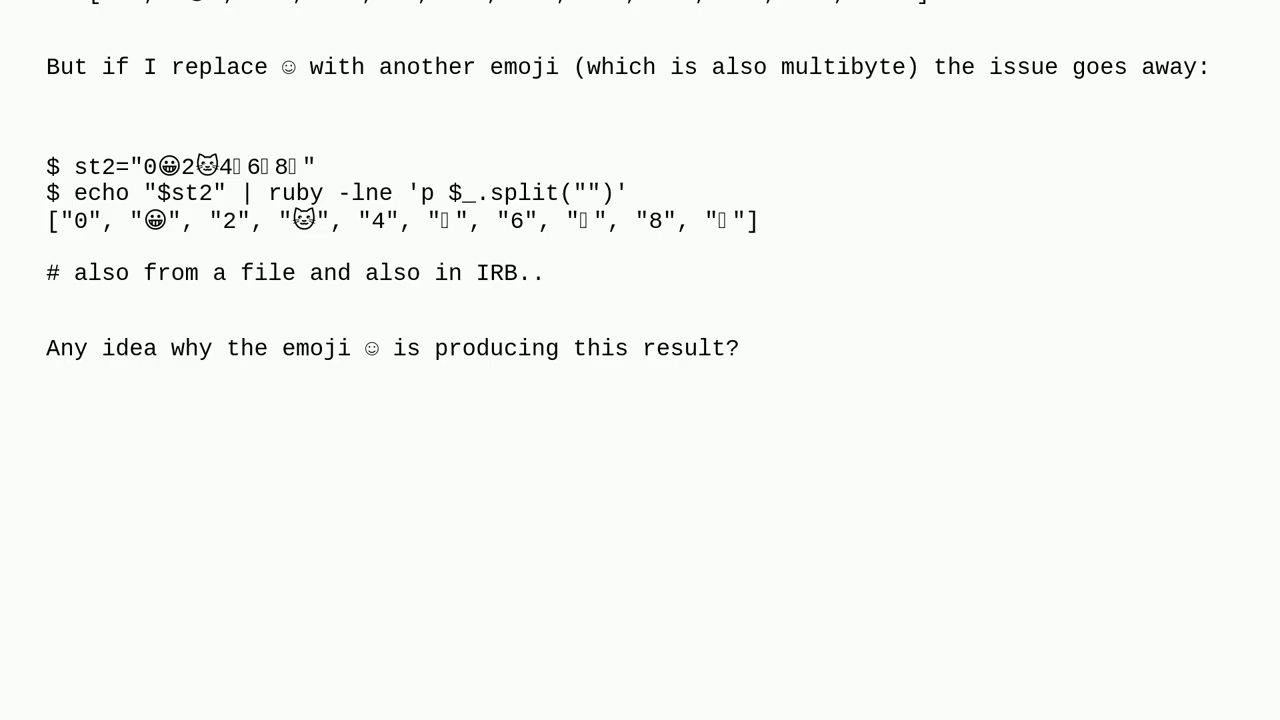 But if I replace ☺ with another emoji (which is also multibyte) the issue goes away:
$ st2="0😀2🐱4▯6▯8▯"
$ echo "$st2" | ruby -lne 'p $_.split("")'
["0", "😀", "2", "🐱", "4", "▯", "6", "▯", "8", "▯"]
# also from a file and also in IRB..
Any idea why the emoji ☺ is producing this result?